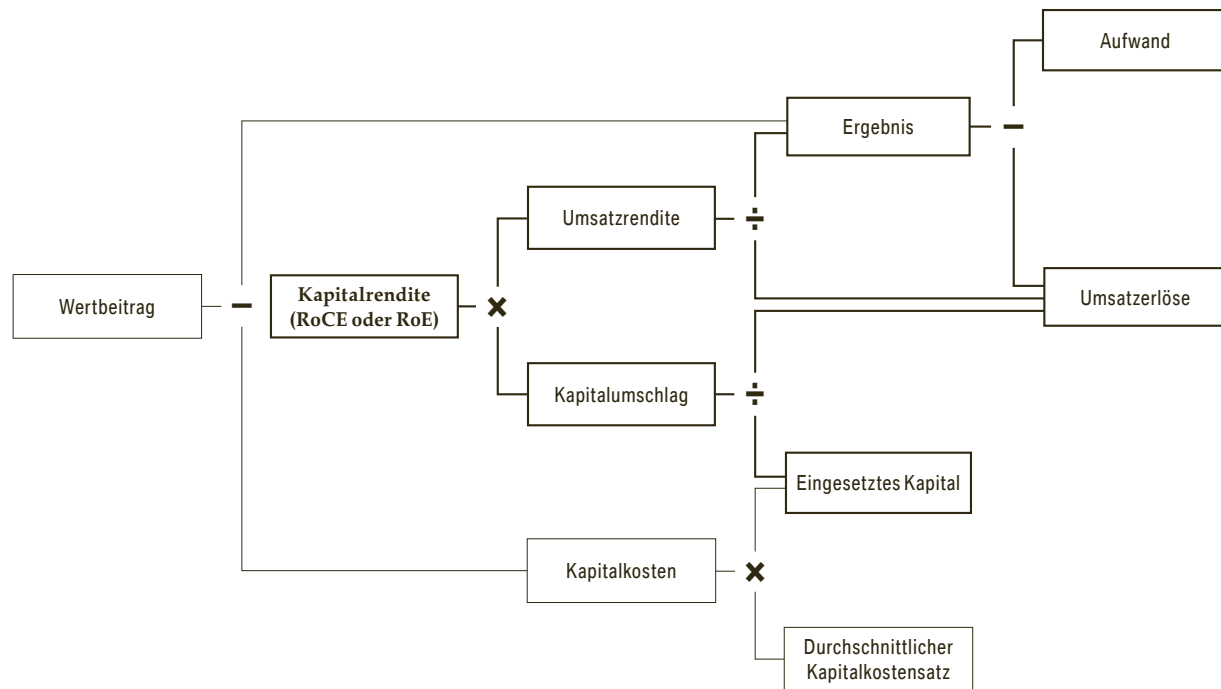 Aufwand
Ergebnis
−
Umsatzrendite
÷
Wertbeitrag
−
Kapitalrendite
(RoCE oder RoE)
×
Umsatzerlöse
Kapitalumschlag
÷
Eingesetztes Kapital
Kapitalkosten
×
Durchschnittlicher
Kapitalkostensatz